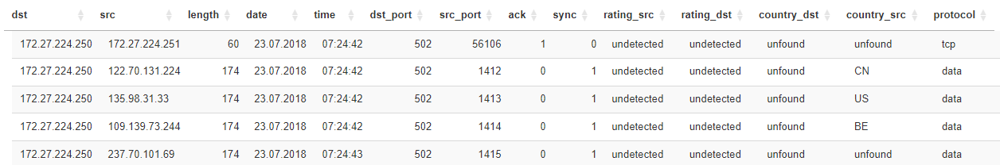 dst src length date time dst_port src_port ack sync rating_src rating_dst country_dst country_src protocol
172.27.224.250 172.27.224.251 60 23.07.2018 07:24:42 502 56106 1 0 undetected undetected unfound unfound tcp
172.27.224.250 122.70.131.224 174 23.07.2018 07:24:42 502 1412 0 1 undetected undetected unfound CN data
172.27.224.250 135.98.31.33 174 23.07.2018 07:24:42 502 1413 0 1 undetected undetected unfound US data
172.27.224.250 109.139.73.244 174 23.07.2018 07:24:42 502 1414 0 1 undetected undetected unfound BE data
172.27.224.250 237.70.101.69 174 23.07.2018 07:24:43 502 1415 0 1 undetected undetected unfound unfound data